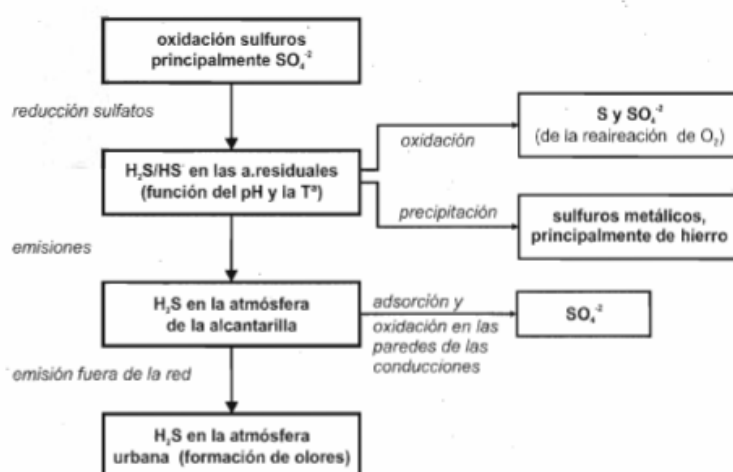 oxidación sulfuros
principalmente SO₄⁻²
reducción sulfatos
S y SO₄⁻²
(de la reaireación de O₂)
oxidación
H₂S/HS⁻ en las a.residuales
(función del pH y la Tª)
precipitación
sulfuros metálicos,
principalmente de hierro
emisiones
H₂S en la atmósfera
de la alcantarilla
adsorción y
oxidación en las
paredes de las
conducciones
SO₄⁻²
emisión fuera de la red
H₂S en la atmósfera
urbana (formación de olores)